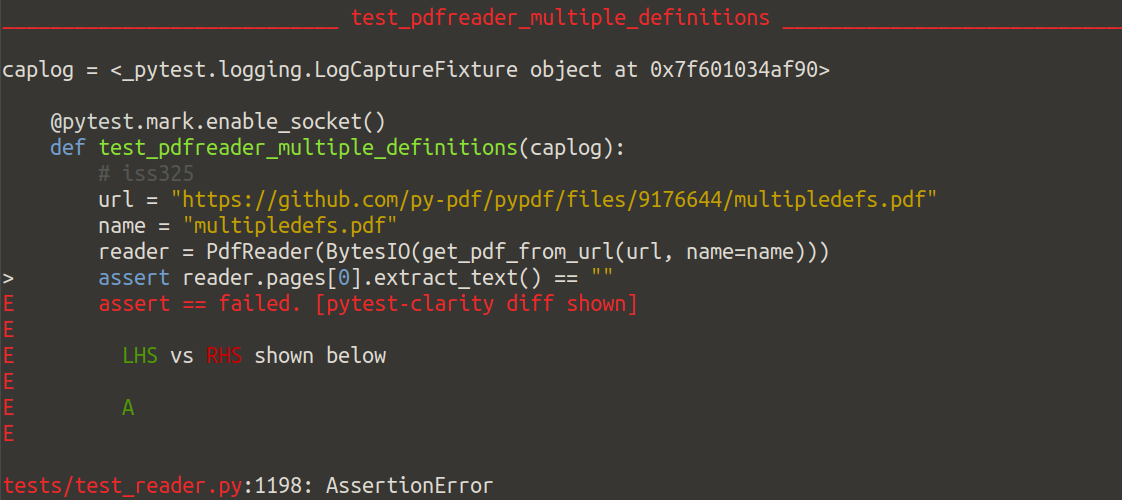 ____________________________ test_pdfreader_multiple_definitions ____________________________
caplog = <_pytest.logging.LogCaptureFixture object at 0x7f601034af90>
@pytest.mark.enable_socket()
def test_pdfreader_multiple_definitions(caplog):
# iss325
url = "https://github.com/py-pdf/pypdf/files/9176644/multipledefs.pdf"
name = "multipledefs.pdf"
reader = PdfReader(BytesIO(get_pdf_from_url(url, name=name)))
> assert reader.pages[0].extract_text() == ""
E assert == failed. [pytest-clarity diff shown]
E
E LHS vs RHS shown below
E
E A
E
tests/test_reader.py:1198: AssertionError